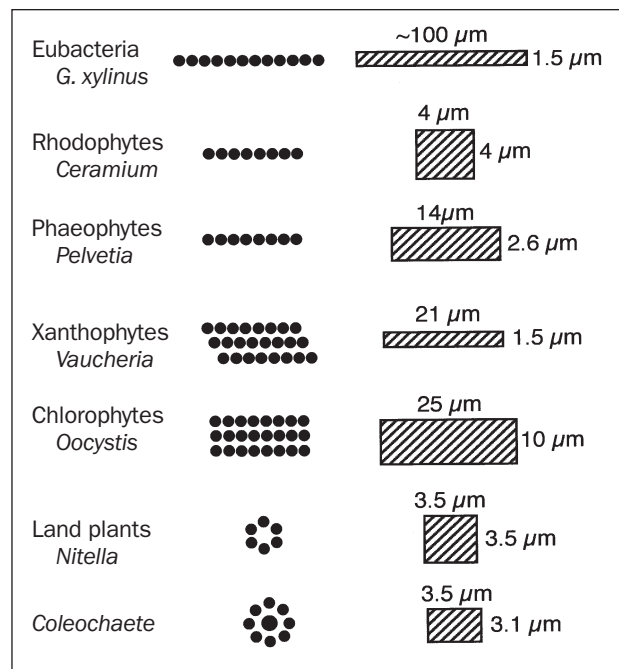 Eubacteria
G. xylinus
~100 µm
1.5 µm
Rhodophytes
Ceramium
4 µm
4 µm
Phaeophytes
Pelvetia
14µm
2.6 µm
Xanthophytes
Vaucheria
21 µm
1.5 µm
Chlorophytes
Oocystis
25 µm
10 µm
Land plants
Nitella
3.5 µm
3.5 µm
Coleochaete
3.5 µm
3.1 µm